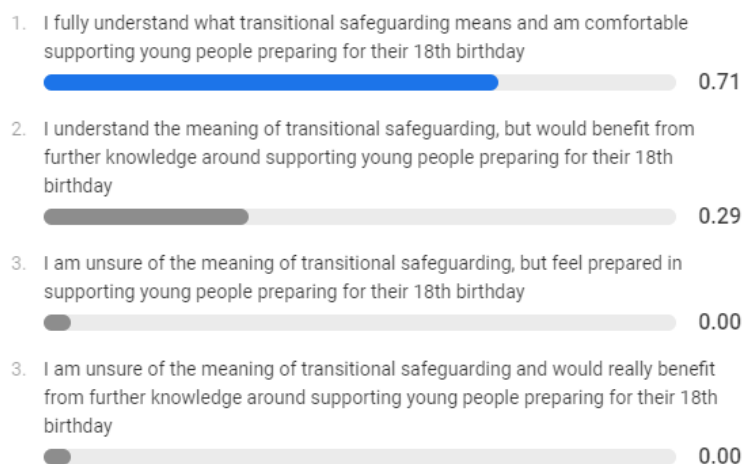 1. I fully understand what transitional safeguarding means and am comfortable
supporting young people preparing for their 18th birthday
0.71
2. I understand the meaning of transitional safeguarding, but would benefit from
further knowledge around supporting young people preparing for their 18th
birthday
0.29
3. I am unsure of the meaning of transitional safeguarding, but feel prepared in
supporting young people preparing for their 18th birthday
0.00
3. I am unsure of the meaning of transitional safeguarding and would really benefit
from further knowledge around supporting young people preparing for their 18th
birthday
0.00